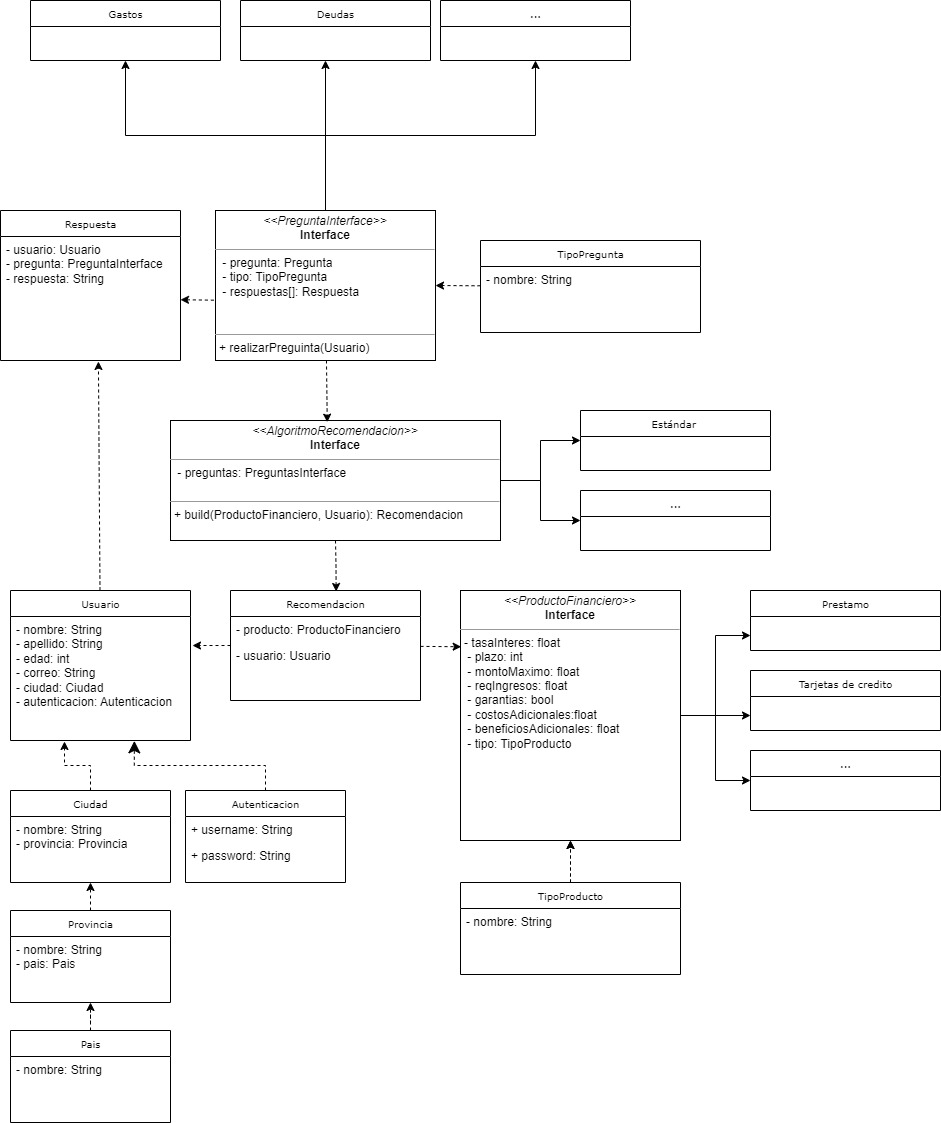 Gastos
Deudas
...
Respuesta
- usuario: Usuario
- pregunta: PreguntaInterface
- respuesta: String
<<PreguntaInterface>>
Interface
- pregunta: Pregunta
- tipo: TipoPregunta
- respuestas[]: Respuesta
+ realizarPreguinta(Usuario)
TipoPregunta
- nombre: String
<<AlgoritmoRecomendacion>>
Interface
- preguntas: PreguntasInterface
+ build(ProductoFinanciero, Usuario): Recomendacion
Estándar
...
Usuario
- nombre: String
- apellido: String
- edad: int
- correo: String
- ciudad: Ciudad
- autenticacion: Autenticacion
Recomendacion
- producto: ProductoFinanciero
- usuario: Usuario
<<ProductoFinanciero>>
Interface
- tasaInteres: float
- plazo: int
- montoMaximo: float
- reqIngresos: float
- garantias: bool
- costosAdicionales:float
- beneficiosAdicionales: float
- tipo: TipoProducto
Prestamo
Tarjetas de credito
...
Ciudad
- nombre: String
- provincia: Provincia
Autenticacion
+ username: String
+ password: String
TipoProducto
- nombre: String
Provincia
- nombre: String
- pais: Pais
Pais
- nombre: String